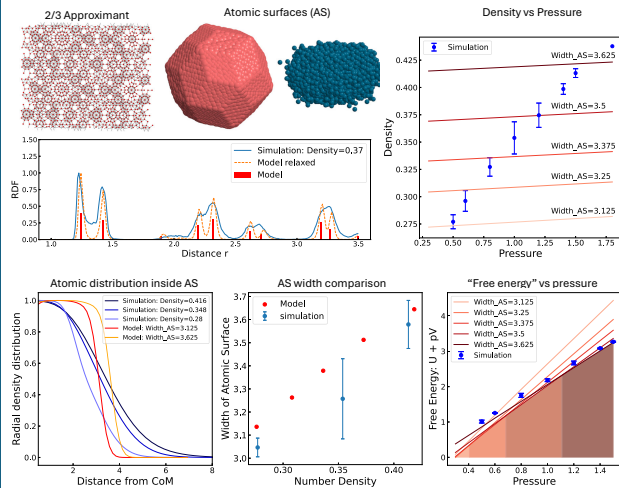 2/3 Approximant
Atomic surfaces (AS)
Density vs Pressure
Simulation
Width_AS=3.625
Width_AS=3.5
Width_AS=3.375
Width_AS=3.25
Width_AS=3.125
0.425
0.400
0.375
0.350
0.325
0.300
0.275
Density
0.25 0.50 0.75 1.00 1.25 1.50 1.75
Pressure
Simulation: Density=0,37
Model relaxed
Model
1.00
0.75
0.50
0.25
0.00
RDF
1.0 1.5 2.0 2.5 3.0 3.5
Distance r
Atomic distribution inside AS
Simulation: Density=0.416
Simulation: Density=0.348
Simulation: Density=0.28
Model: Width_AS=3.125
Model: Width_AS=3.625
1.0
0.8
0.6
0.4
0.2
0.0
Radial density distribution
2 4 6 8
Distance from CoM
AS width comparison
Model
simulation
3.7
3.6
3.5
3.4
3.3
3.2
3.1
3.0
Width of Atomic Surface
0.30 0.35 0.40
Number Density
“Free energy” vs pressure
Width_AS=3.125
Width_AS=3.25
Width_AS=3.375
Width_AS=3.5
Width_AS=3.625
Simulation
4
3
2
1
0
Free Energy: U + pV
0.4 0.6 0.8 1.0 1.2 1.4
Pressure